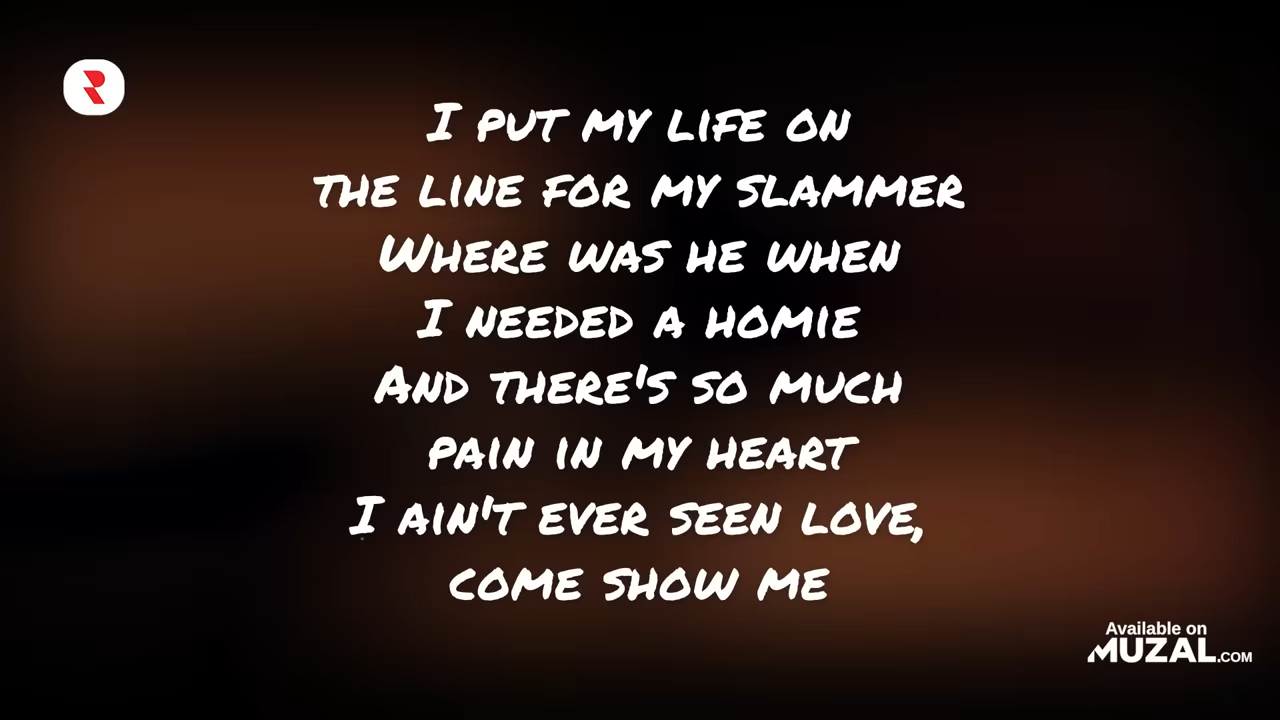 I PUT MY LIFE ON
THE LINE FOR MY SLAMMER
WHERE WAS HE WHEN
I NEEDED A HOMIE
AND THERE'S SO MUCH
PAIN IN MY HEART
I AIN'T EVER SEEN LOVE,
COME SHOW ME
Available on
MUZAL.COM